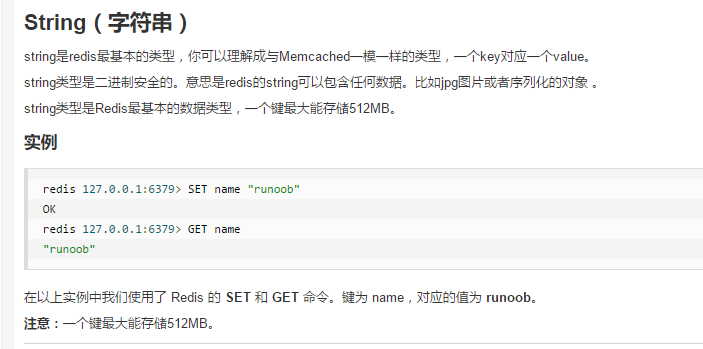 String（字符串）
string是redis最基本的类型，你可以理解成与Memcached一模一样的类型，一个key对应一个value。
string类型是二进制安全的。意思是redis的string可以包含任何数据。比如jpg图片或者序列化的对象 。
string类型是Redis最基本的数据类型，一个键最大能存储512MB。
实例
redis 127.0.0.1:6379> SET name "runoob"
OK
redis 127.0.0.1:6379> GET name
"runoob"
在以上实例中我们使用了 Redis 的 SET 和 GET 命令。键为 name，对应的值为 runoob。
注意：一个键最大能存储512MB。